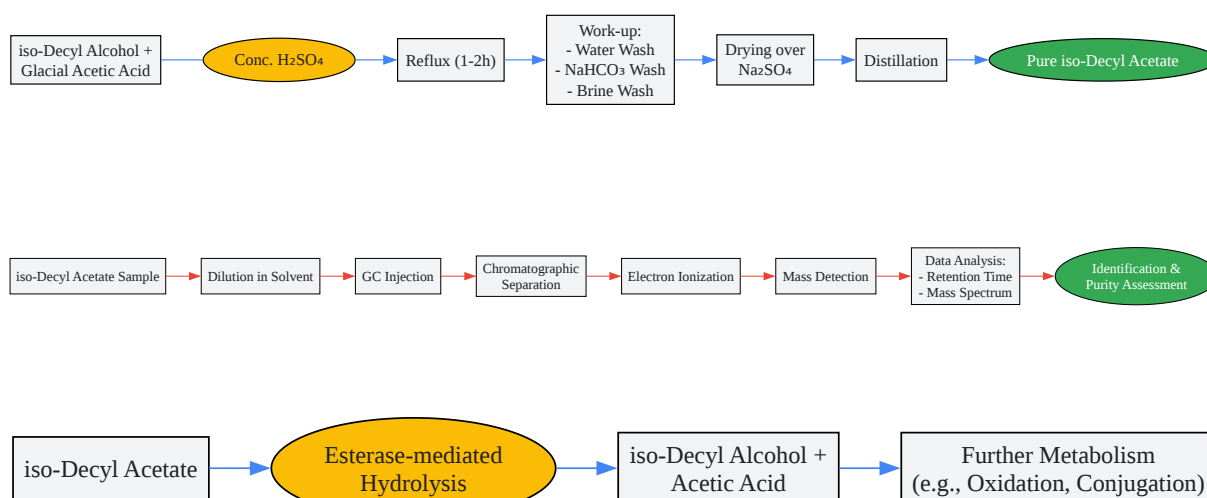 iso-Decyl Alcohol +
Glacial Acetic Acid
Conc. H₂SO₄
Reflux (1-2h)
Work-up:
- Water Wash
- NaHCO₃ Wash
- Brine Wash
Drying over
Na₂SO₄
Distillation
Pure iso-Decyl Acetate
iso-Decyl Acetate Sample
Dilution in Solvent
GC Injection
Chromatographic
Separation
Electron Ionization
Mass Detection
Data Analysis:
- Retention Time
- Mass Spectrum
Identification &
Purity Assessment
iso-Decyl Acetate
Esterase-mediated
Hydrolysis
iso-Decyl Alcohol +
Acetic Acid
Further Metabolism
(e.g., Oxidation, Conjugation)